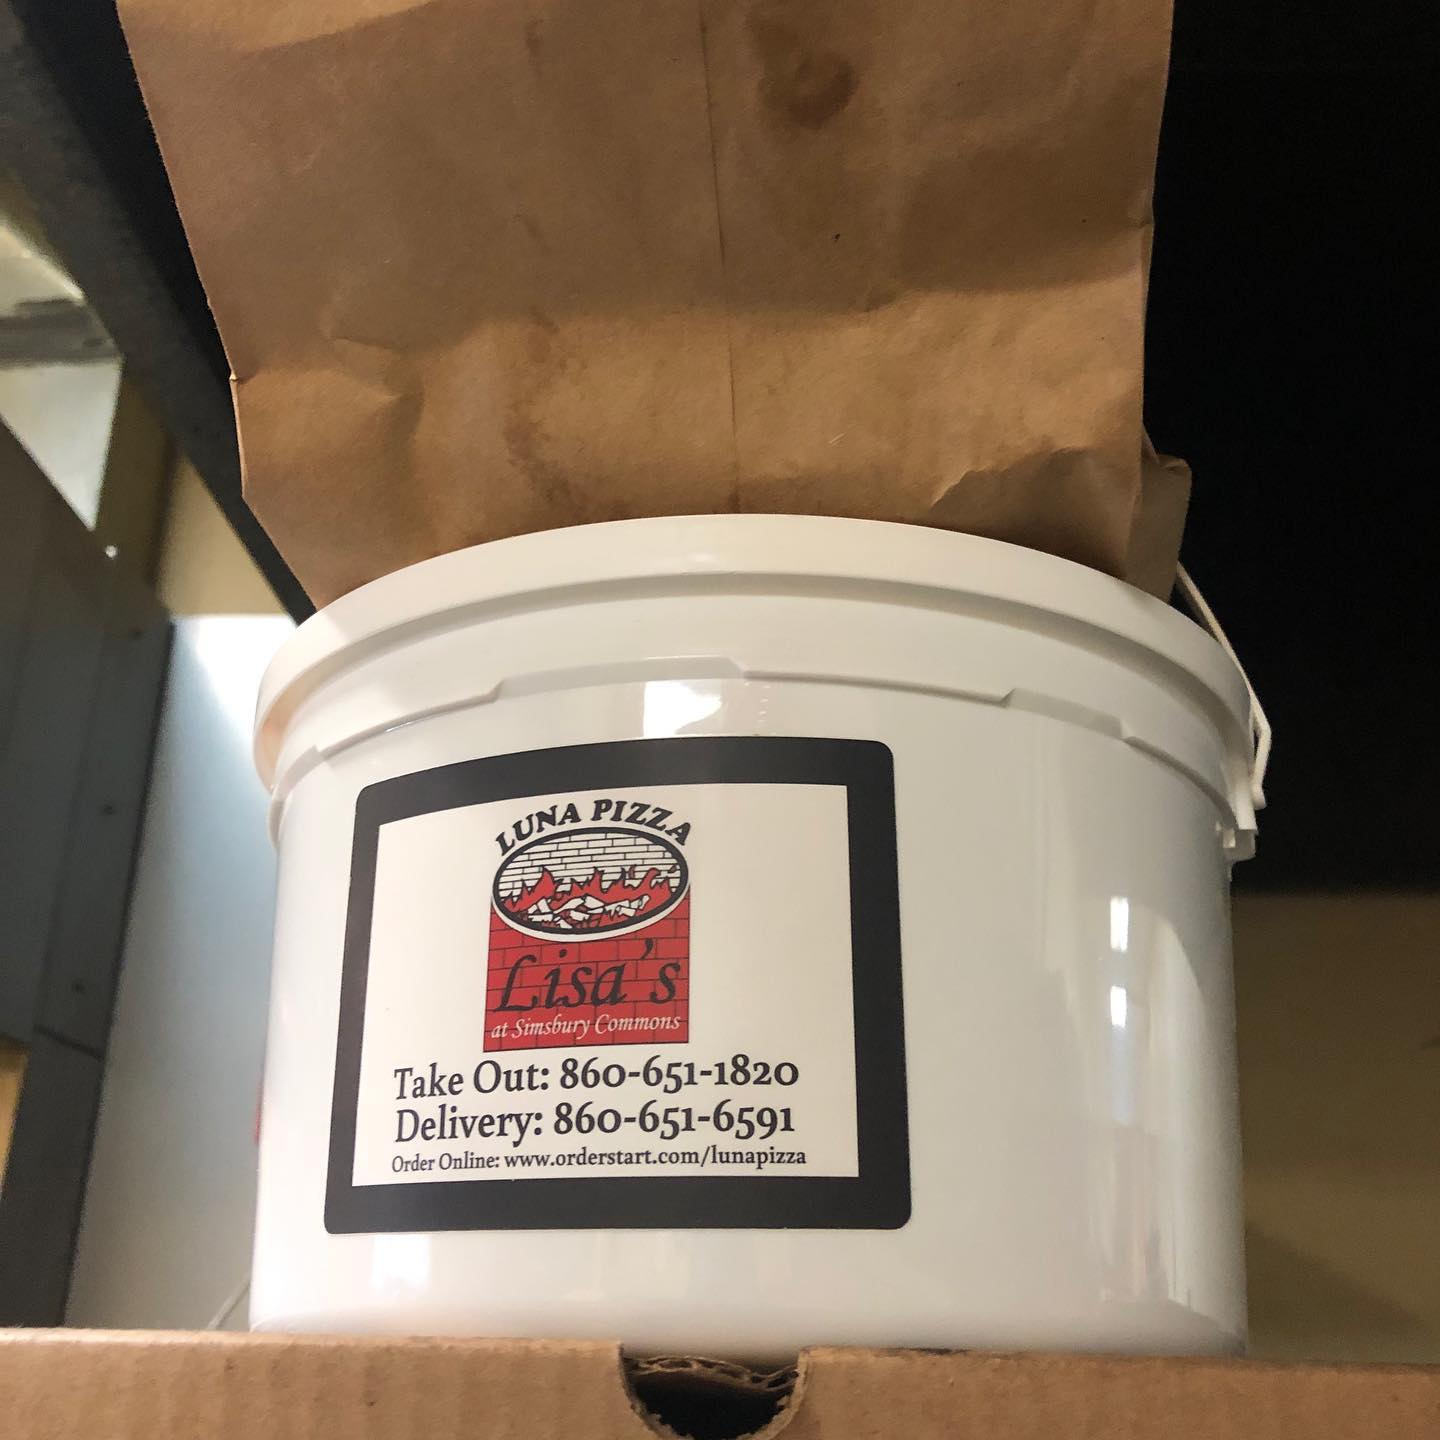 LUNA PIZZA
Lisa's
at Simsbury Commons
Take Out: 860-651-1820
Delivery: 860-651-6591
Order Online: www.orderstart.com/lunapizza